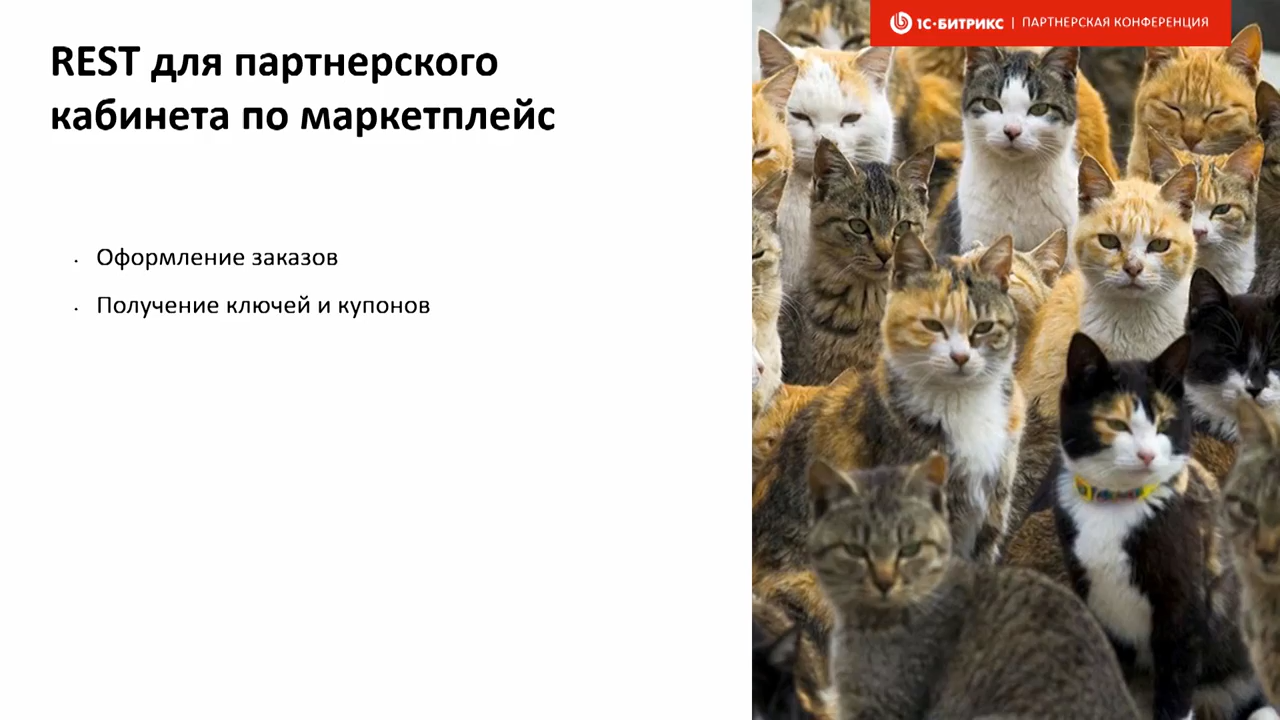 1С·БИТРИКС | ПАРТНЕРСКАЯ КОНФЕРЕНЦИЯ
REST для партнерского
кабинета по маркетплейс
· Оформление заказов
· Получение ключей и купонов